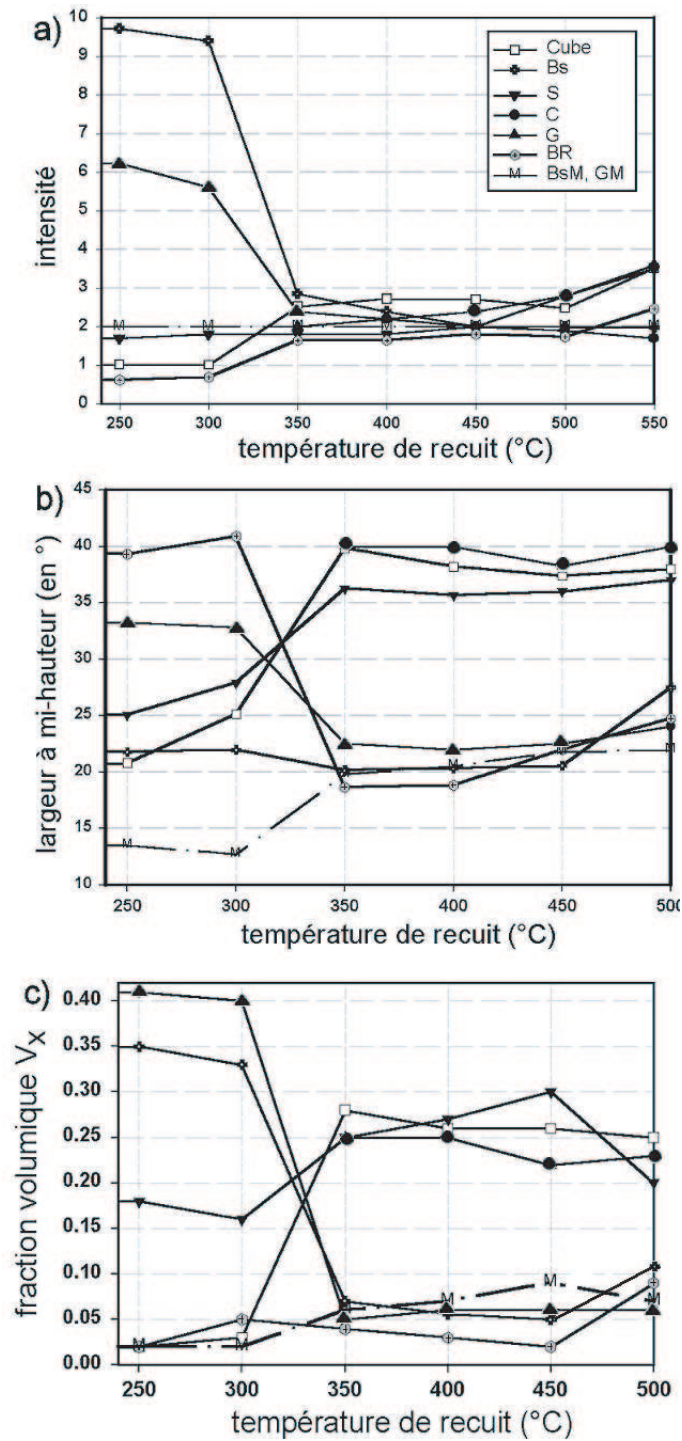 a)
intensité
10
9
8
7
6
5
4
3
2
1
0
Cube
Bs
S
C
G
BR
M BsM, GM
M M M M M M M
250 300 350 400 450 500 550
température de recuit (°C)
b)
largeur à mi-hauteur (en °)
45
40
35
30
25
20
15
10
M M M M M M
250 300 350 400 450 500
température de recuit (°C)
c)
fraction volumique VX
0.40
0.35
0.30
0.25
0.20
0.15
0.10
0.05
0.00
M M M M M M
250 300 350 400 450 500
température de recuit (°C)